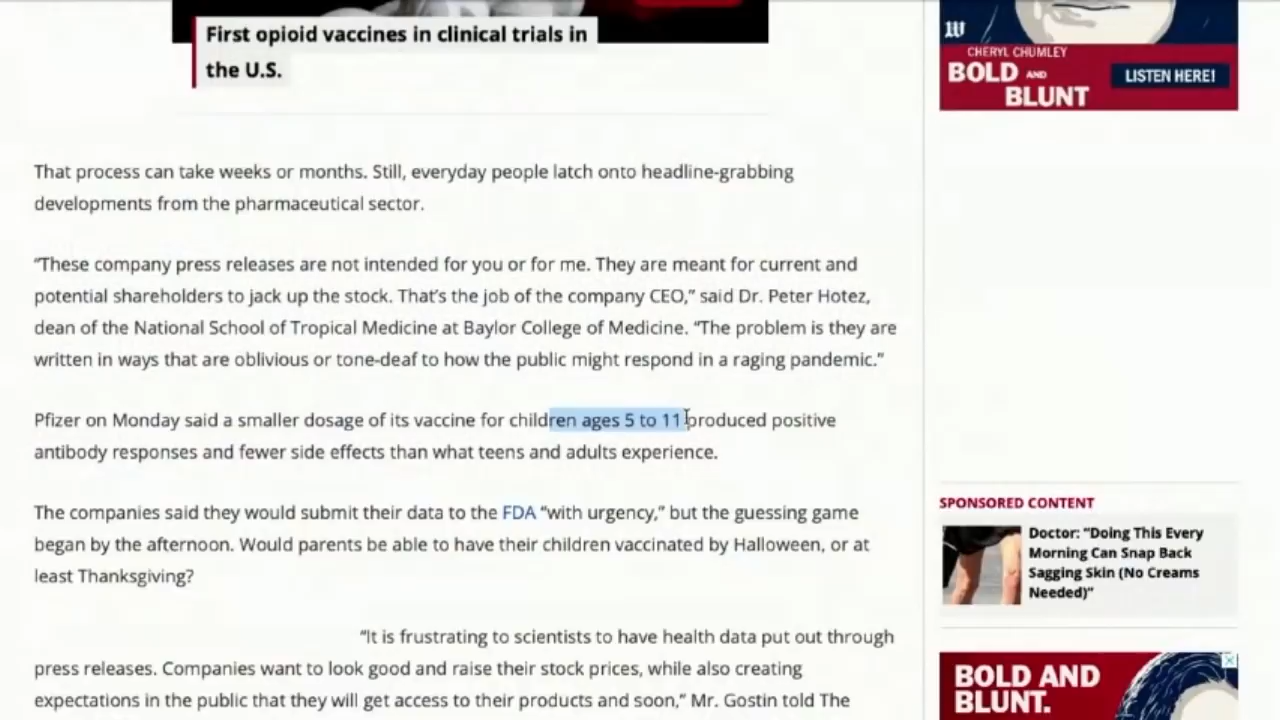 First opioid vaccines in clinical trials in
the U.S.
W
CHERYL CHUMLEY
BOLD AND
BLUNT
LISTEN HERE!
That process can take weeks or months. Still, everyday people latch onto headline-grabbing
developments from the pharmaceutical sector.
“These company press releases are not intended for you or for me. They are meant for current and
potential shareholders to jack up the stock. That’s the job of the company CEO,” said Dr. Peter Hotez,
dean of the National School of Tropical Medicine at Baylor College of Medicine. “The problem is they are
written in ways that are oblivious or tone-deaf to how the public might respond in a raging pandemic.”
Pfizer on Monday said a smaller dosage of its vaccine for children ages 5 to 11 produced positive
antibody responses and fewer side effects than what teens and adults experience.
The companies said they would submit their data to the FDA “with urgency,” but the guessing game
began by the afternoon. Would parents be able to have their children vaccinated by Halloween, or at
least Thanksgiving?
“It is frustrating to scientists to have health data put out through
press releases. Companies want to look good and raise their stock prices, while also creating
expectations in the public that they will get access to their products and soon,” Mr. Gostin told The
SPONSORED CONTENT
Doctor: “Doing This Every
Morning Can Snap Back
Sagging Skin (No Creams
Needed)”
BOLD AND
BLUNT.